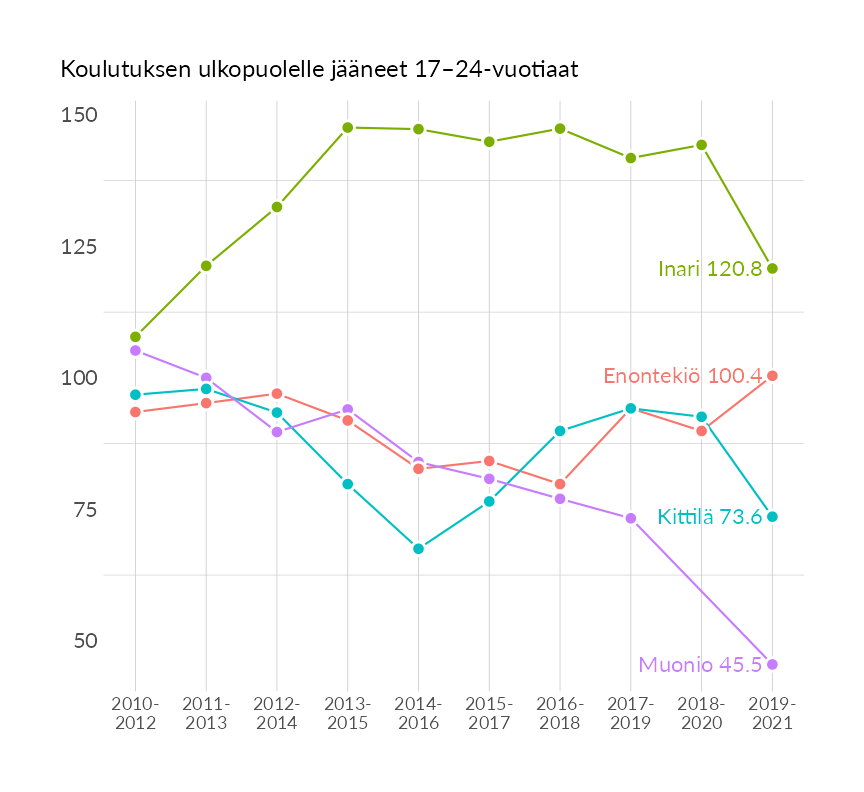 Koulutuksen ulkopuolelle jääneet 17–24-vuotiaat
150
125
100
75
50
Inari 120.8
Enontekiö 100.4
Kittilä 73.6
Muonio 45.5
2010- 2011- 2012- 2013- 2014- 2015- 2016- 2017- 2018- 2019-
2012 2013 2014 2015 2016 2017 2018 2019 2020 2021